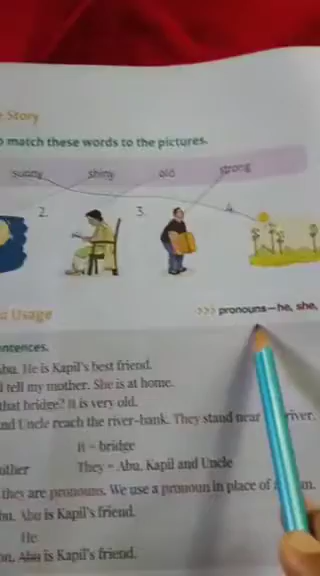 Story
match these words to the pictures.
sunny shiny old strong
2. 3. 4.
Usage >>> pronouns—he, she,
entences.
He is Kapil's best friend.
tell my mother. She is at home.
that bridge? It is very old.
nd Uncle reach the river-bank. They stand near river.
It = bridge
other They = Abu, Kapil and Uncle
they are pronouns. We use a pronoun in place of
Abu is Kapil's friend.
He
Abu is Kapil's friend.